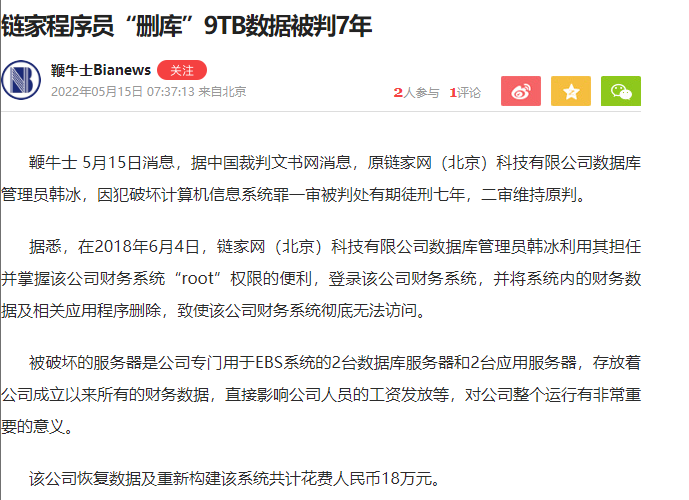 链家程序员“删库”9TB数据被判7年
鞭牛士Bianews 关注
2022年05月15日 07:37:13 来自北京
2人参与 1评论
鞭牛士 5月15日消息，据中国裁判文书网消息，原链家网（北京）科技有限公司数据库
管理员韩冰，因犯破坏计算机信息系统罪一审被判处有期徒刑七年，二审维持原判。
据悉，在2018年6月4日，链家网（北京）科技有限公司数据库管理员韩冰利用其担任
并掌握该公司财务系统“root”权限的便利，登录该公司财务系统，并将系统内的财务数
据及相关应用程序删除，致使该公司财务系统彻底无法访问。
被破坏的服务器是公司专门用于EBS系统的2台数据库服务器和2台应用服务器，存放着
公司成立以来所有的财务数据，直接影响公司人员的工资发放等，对公司整个运行有非常重
要的意义。
该公司恢复数据及重新构建该系统共计花费人民币18万元。